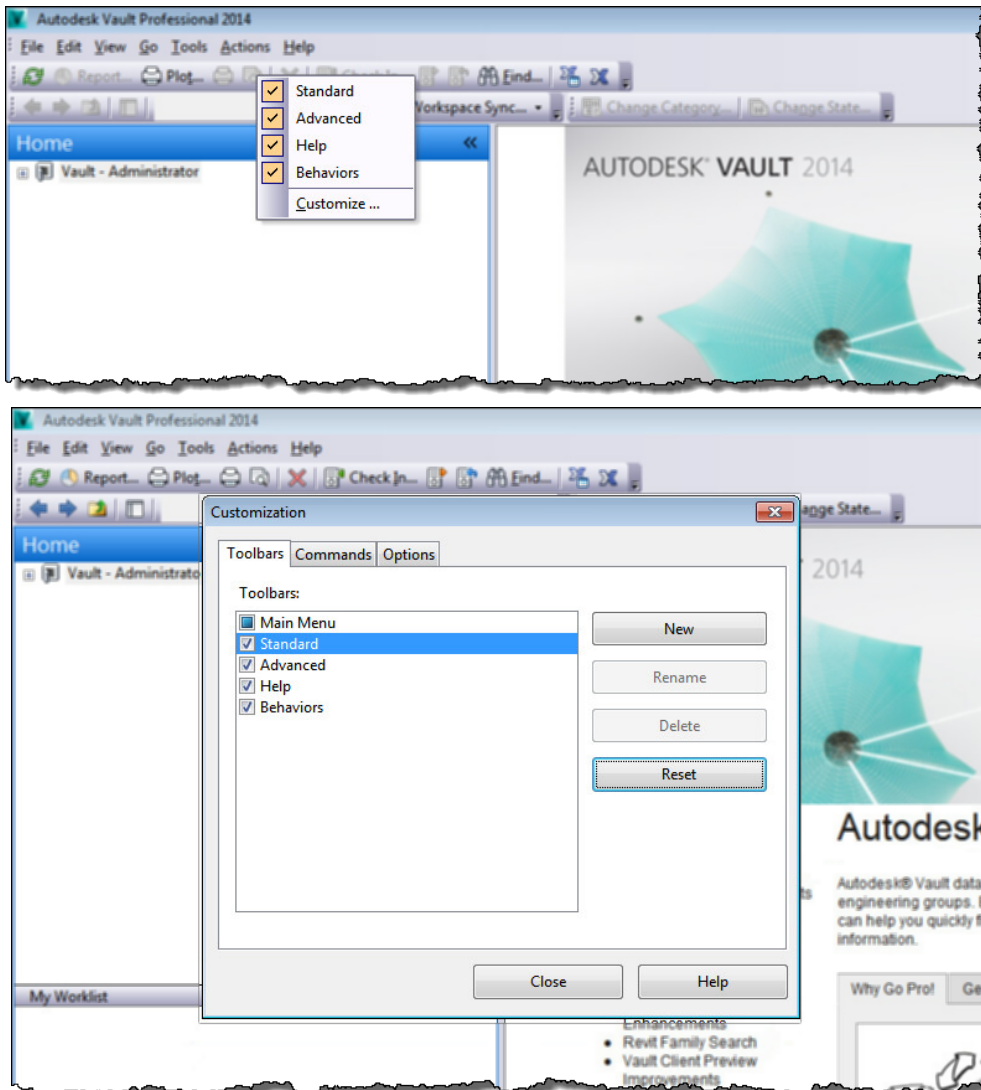 Autodesk Vault Professional 2014
File Edit View Go Tools Actions Help
Report... Plot... Find...
Workspace Sync... Change Category... Change State...
Standard
Advanced
Help
Behaviors
Customize ...
Home
Vault - Administrator
AUTODESK® VAULT 2014
Autodesk Vault Professional 2014
File Edit View Go Tools Actions Help
Report... Plot... Check In... Find...
ange State...
Home
Vault - Administrato
2014
Customization
Toolbars Commands Options
Toolbars:
Main Menu
Standard
Advanced
Help
Behaviors
New
Rename
Delete
Reset
Close Help
Autodesk
Autodesk® Vault data
engineering groups.
can help you quickly
information.
Why Go Pro! Ge
My Worklist
Enhancements
Revit Family Search
Vault Client Preview
Improvements